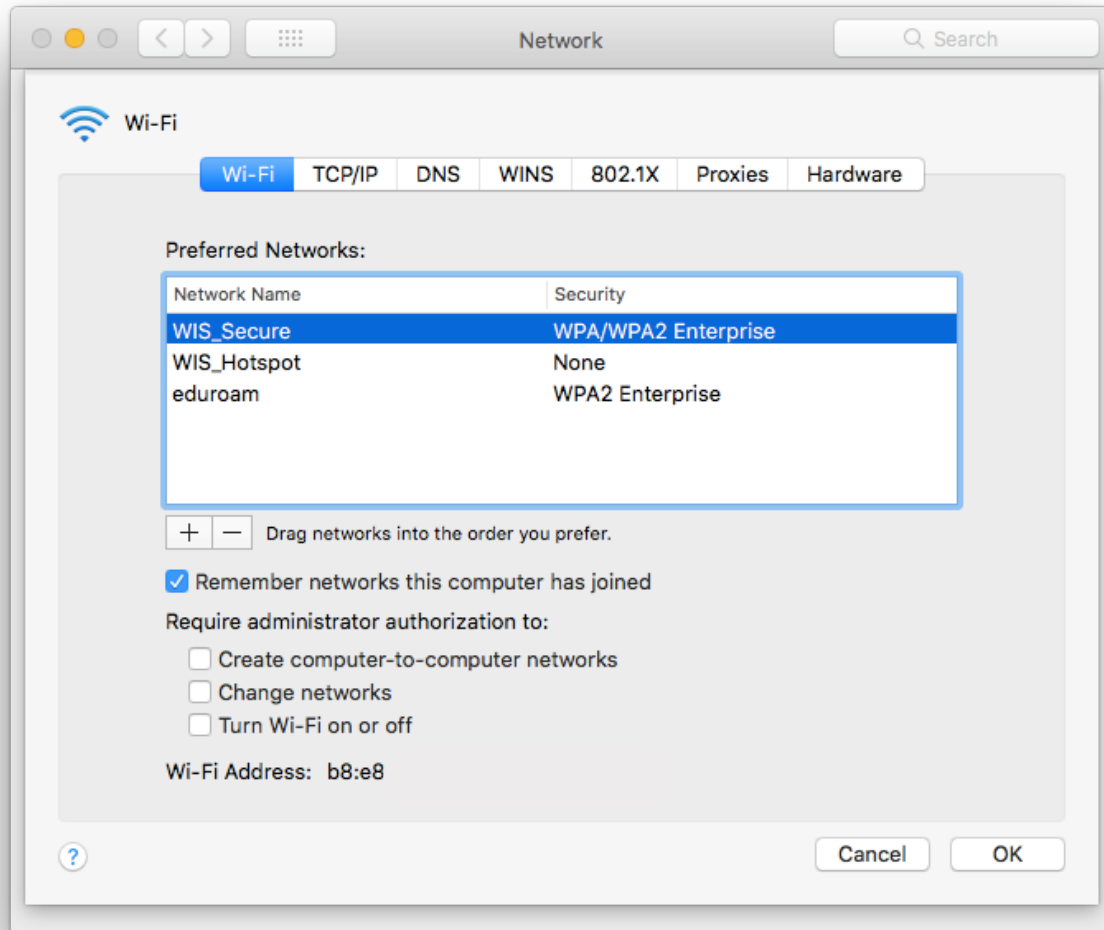 Network
Search
Wi-Fi
Wi-Fi TCP/IP DNS WINS 802.1X Proxies Hardware
Preferred Networks:
Network Name Security
WIS_Secure WPA/WPA2 Enterprise
WIS_Hotspot None
eduroam WPA2 Enterprise
+ − Drag networks into the order you prefer.
Remember networks this computer has joined
Require administrator authorization to:
Create computer-to-computer networks
Change networks
Turn Wi-Fi on or off
Wi-Fi Address: b8:e8
? Cancel OK